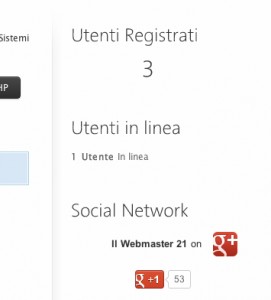 Utenti Registrati
Sistemi
3
HP
Utenti in linea
1 Utente In linea
Social Network
Il Webmaster 21 on g+
g +1 53